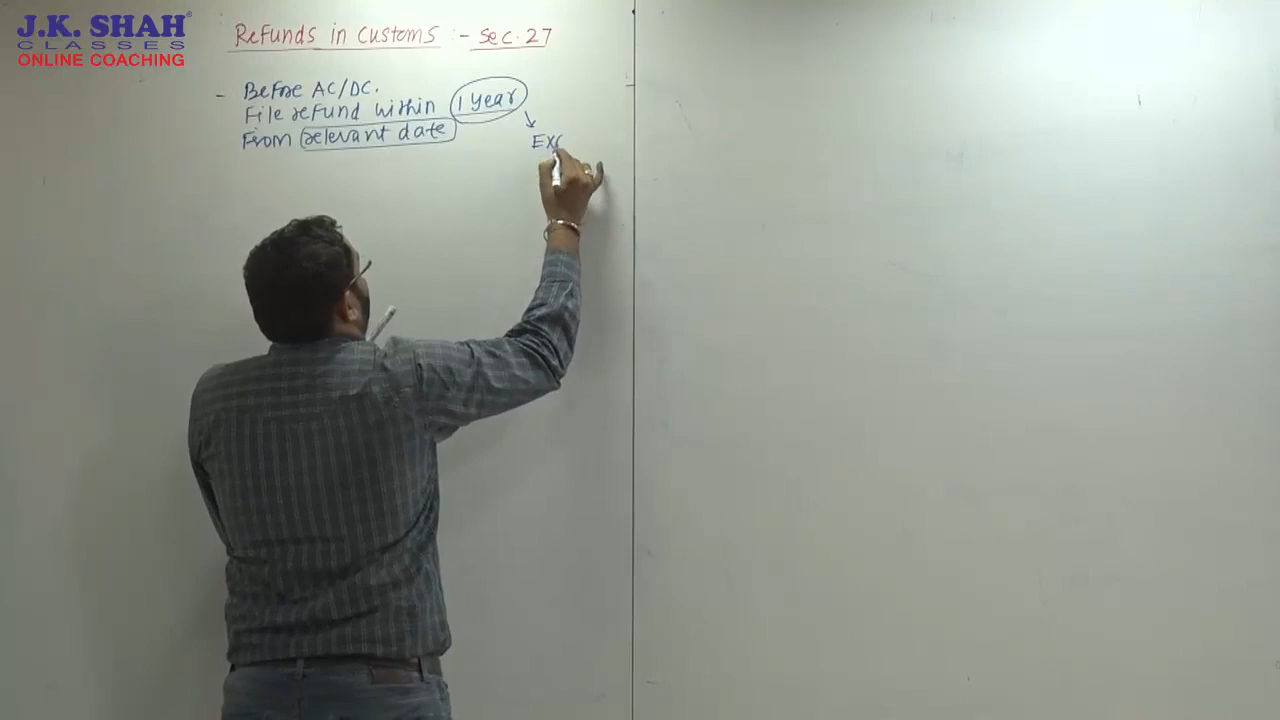 J.K. SHAH®
CLASSES
ONLINE COACHING
Refunds in Customs :- Sec. 27
- Before AC/DC.
File refund within 1 year
From relevant date
EXC